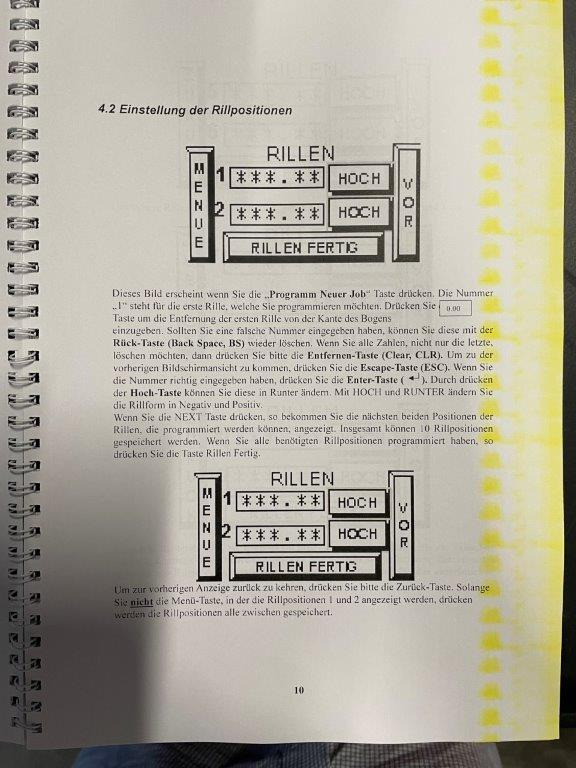 4.2 Einstellung der Rillpositionen
RILLEN
MENUE
1 ***.** HOCH
2 ***.** HOCH
VOR
RILLEN FERTIG
Dieses Bild erscheint wenn Sie die „Programm Neuer Job“ Taste drücken. Die Nummer
„1“ steht für die erste Rille, welche Sie programmieren möchten. Drücken Sie 0.00
Taste um die Entfernung der ersten Rille von der Kante des Bogens
einzugeben. Sollten Sie eine falsche Nummer eingegeben haben, können Sie diese mit der
Rück-Taste (Back Space, BS) wieder löschen. Wenn Sie alle Zahlen, nicht nur die letzte,
löschen möchten, dann drücken Sie bitte die Entfernen-Taste (Clear, CLR). Um zu der
vorherigen Bildschirmansicht zu kommen, drücken Sie die Escape-Taste (ESC). Wenn Sie
die Nummer richtig eingegeben haben, drücken Sie die Enter-Taste ( ↵ ). Durch drücken
der Hoch-Taste können Sie diese in Runter ändern. Mit HOCH und RUNTER ändern Sie
die Rillform in Negativ und Positiv.
Wenn Sie die NEXT Taste drücken, so bekommen Sie die nächsten beiden Positionen der
Rillen, die programmiert werden können, angezeigt. Insgesamt können 10 Rillpositionen
gespeichert werden. Wenn Sie alle benötigten Rillpositionen programmiert haben, so
drücken Sie die Taste Rillen Fertig.
RILLEN
MENUE
1 ***.** HOCH
2 ***.** HOCH
VOR
RILLEN FERTIG
Um zur vorherigen Anzeige zurück zu kehren, drücken Sie bitte die Zurück-Taste. Solange
Sie nicht die Menü-Taste, in der die Rillpositionen 1 und 2 angezeigt werden, drücken
werden die Rillpositionen alle zwischen gespeichert.
10